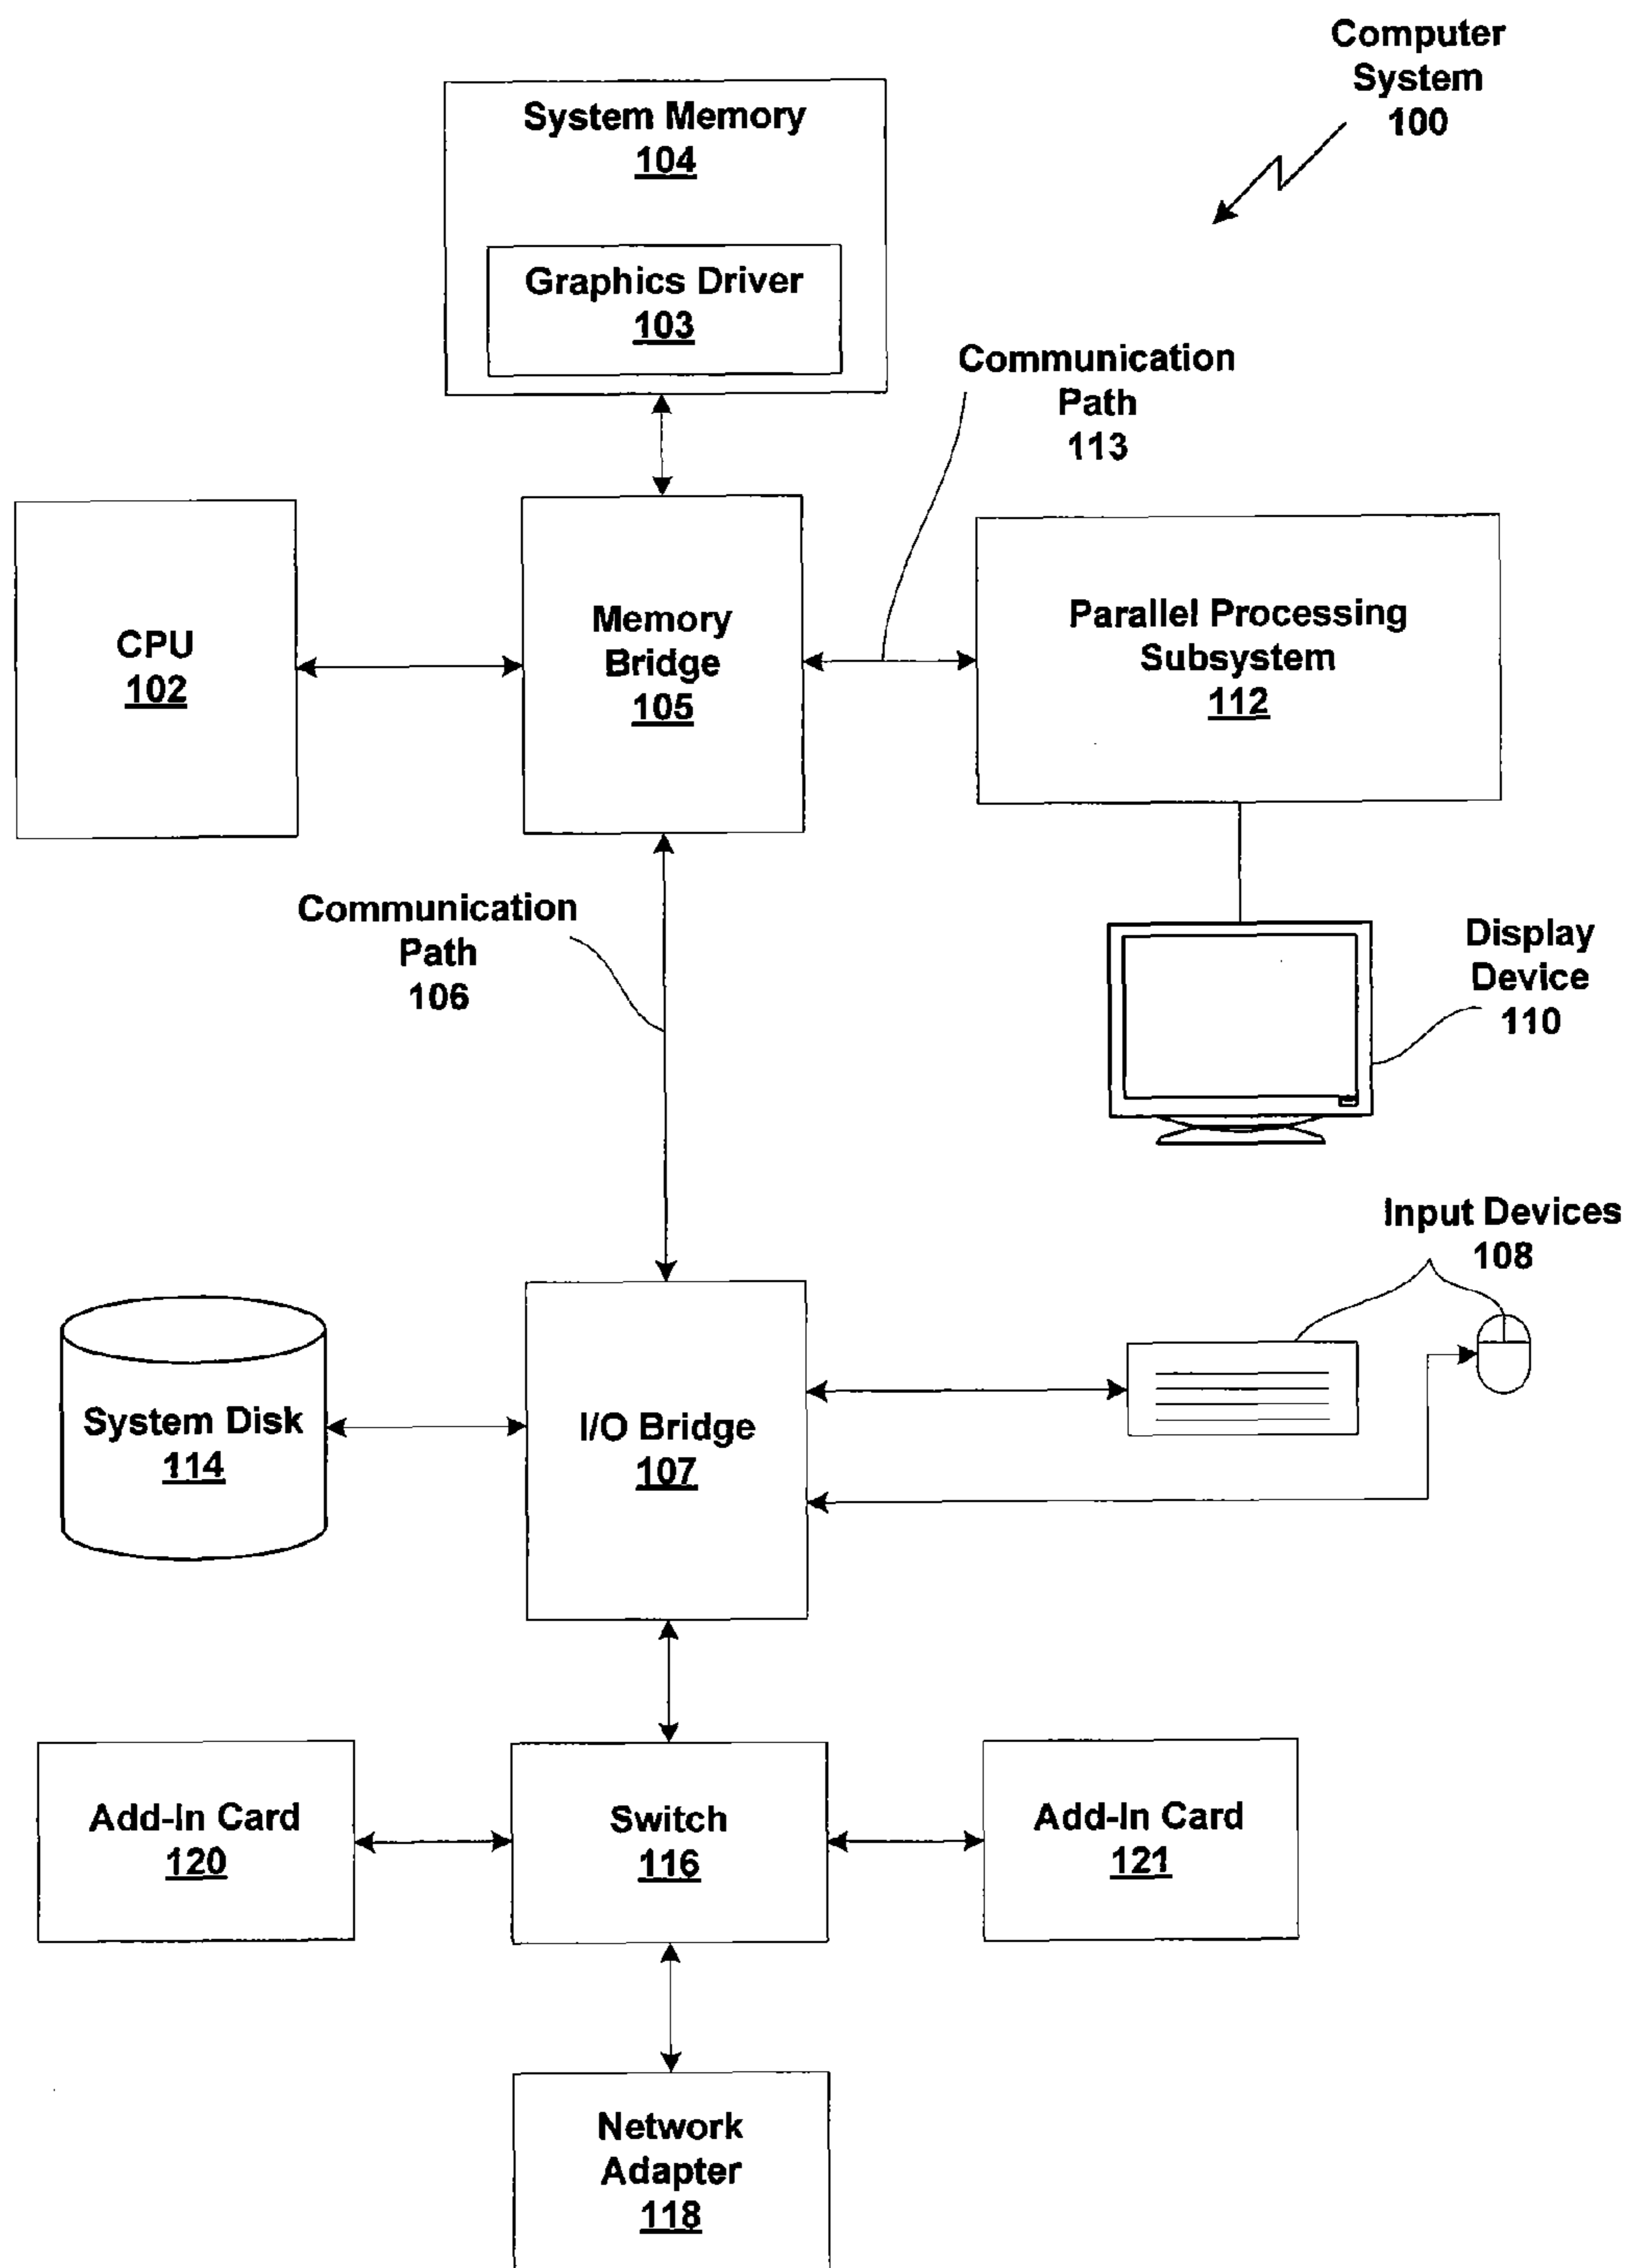 Computer
System
100
System Memory
104
Graphics Driver
103
Communication
Path
113
CPU
102
Memory
Bridge
105
Parallel Processing
Subsystem
112
Communication
Path
106
Display
Device
110
Input Devices
108
System Disk
114
I/O Bridge
107
Add-In Card
120
Switch
116
Add-In Card
121
Network
Adapter
118